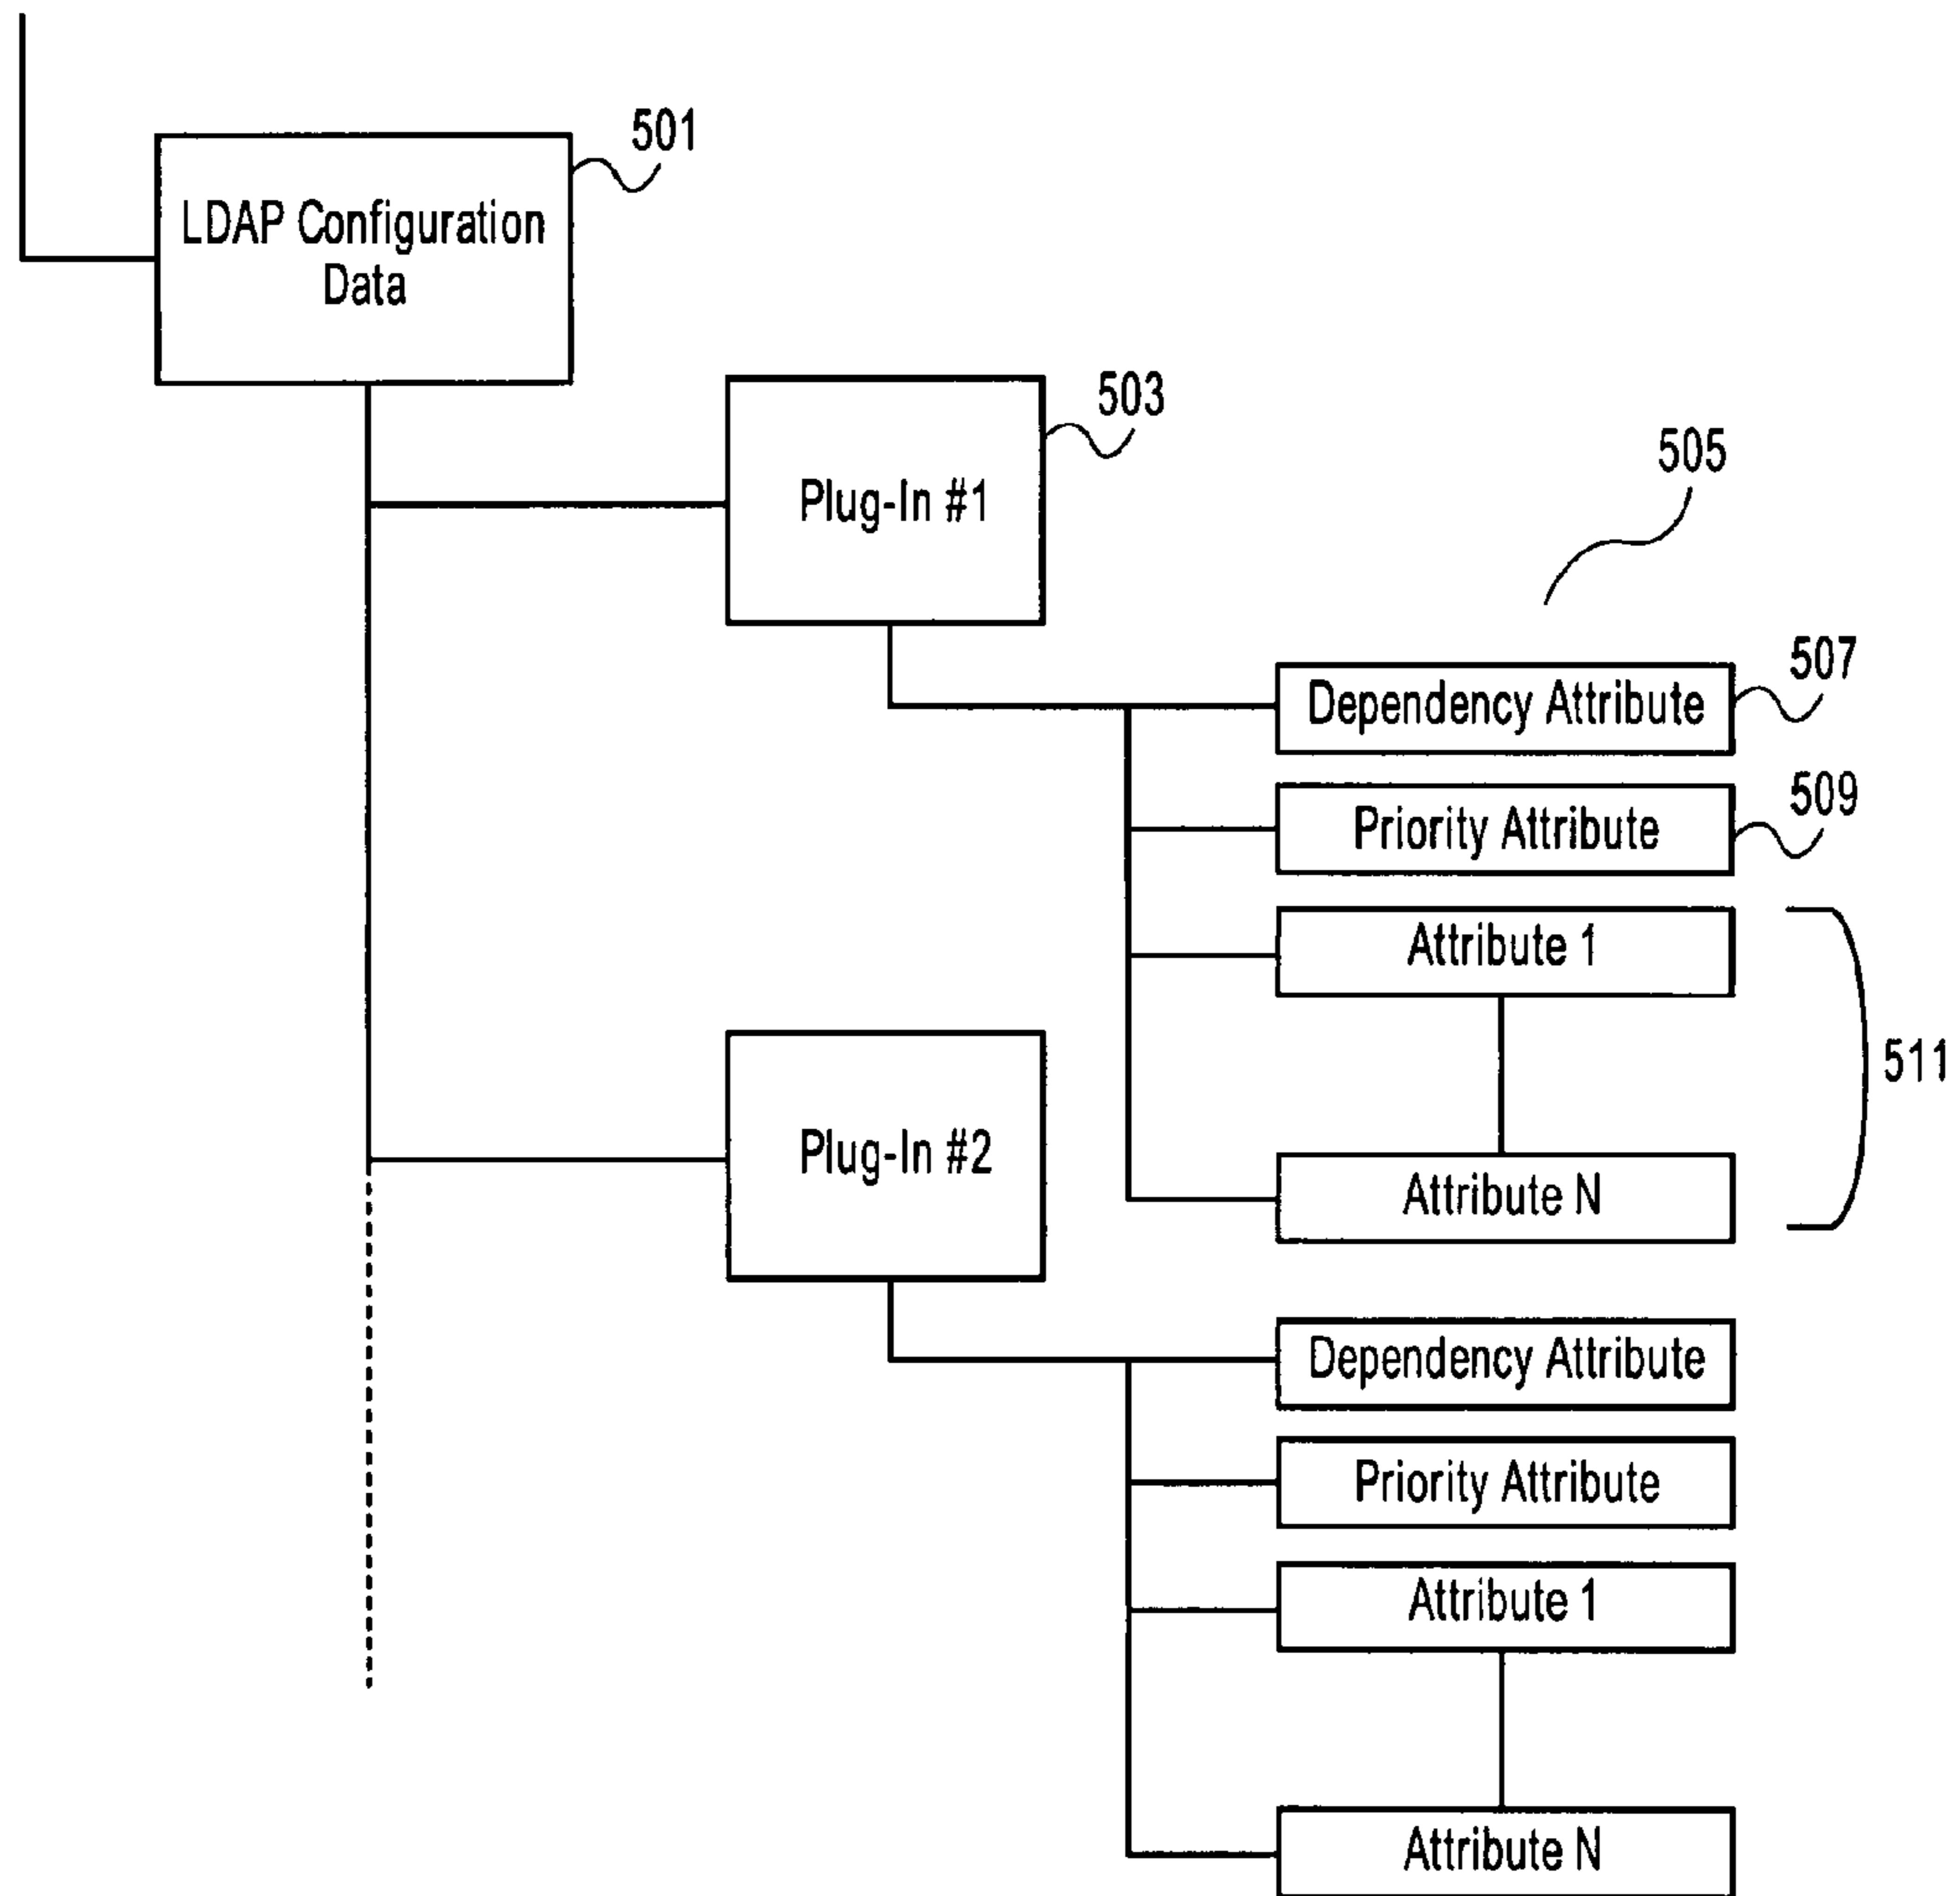 501
LDAP Configuration
Data
503
Plug-In #1
505
507
Dependency Attribute
509
Priority Attribute
Attribute 1
511
Attribute N
Plug-In #2
Dependency Attribute
Priority Attribute
Attribute 1
Attribute N